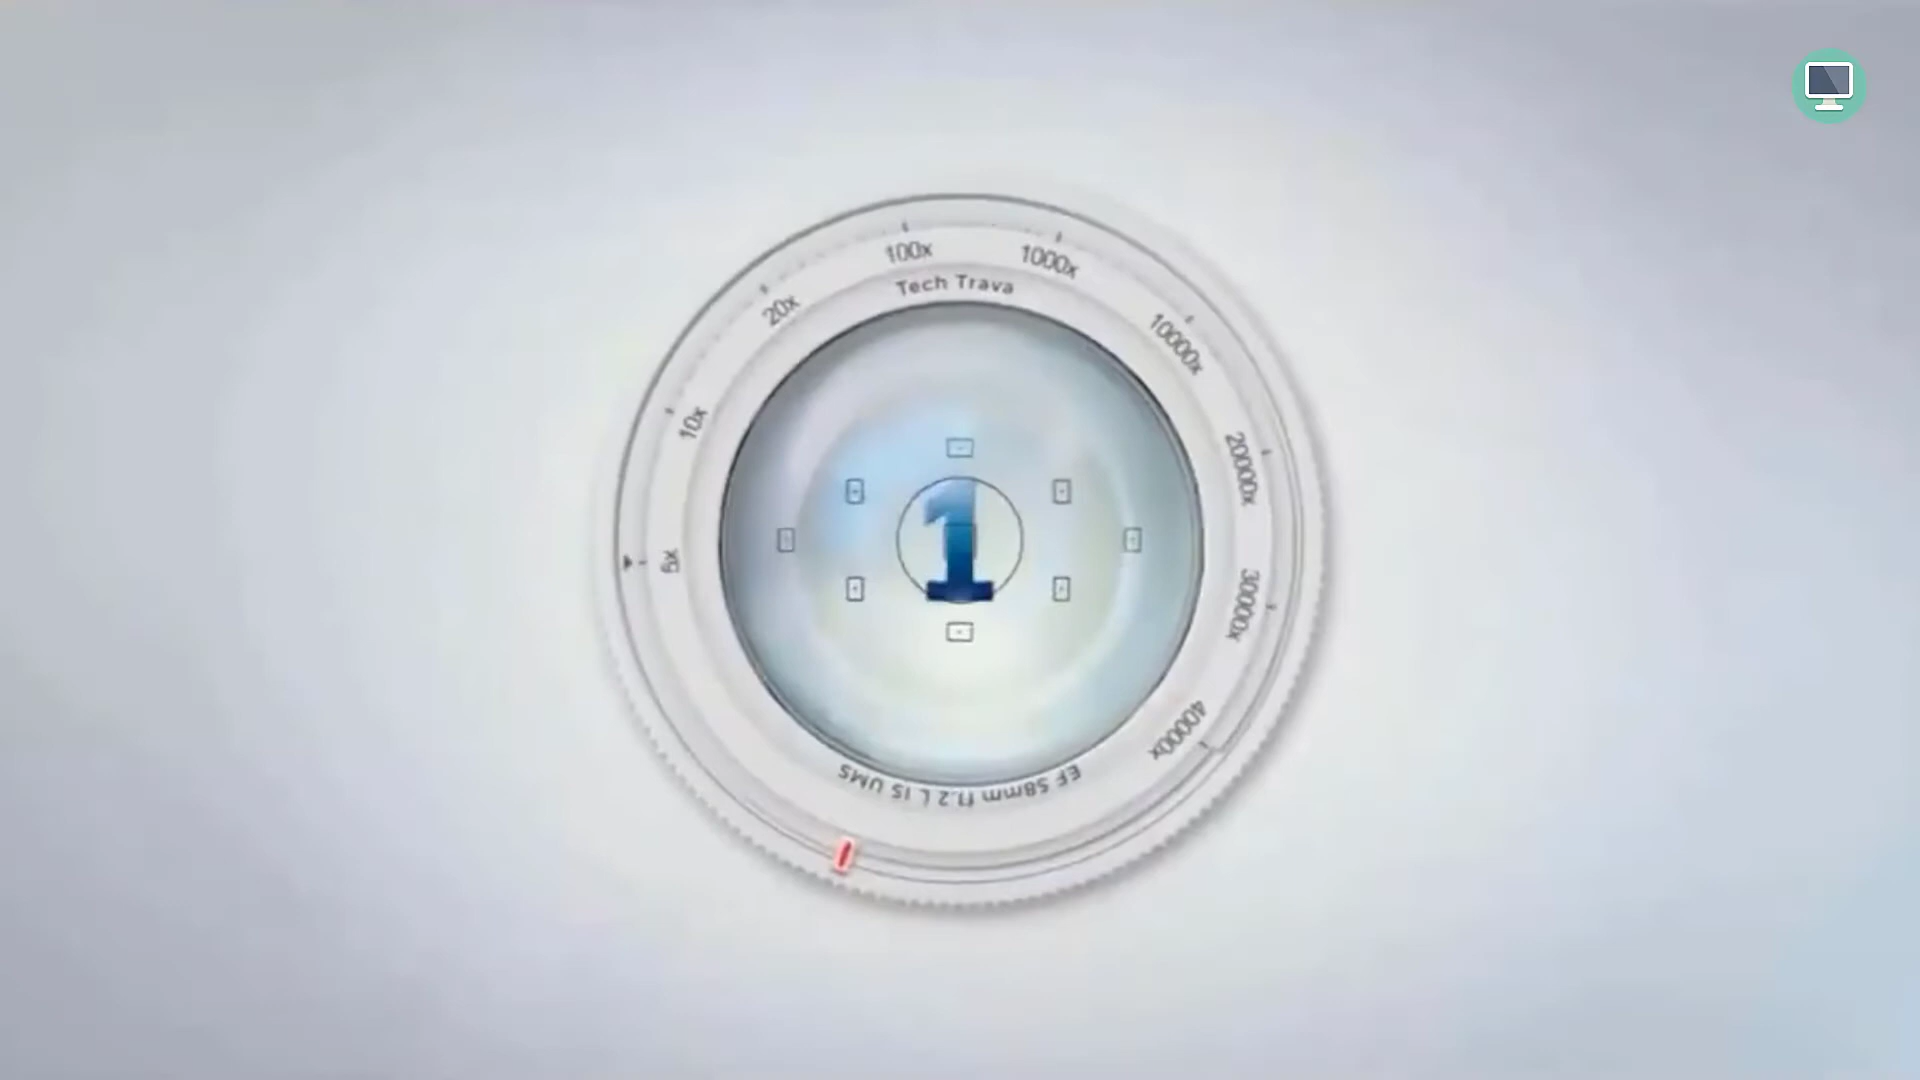 100x
1000x
Tech Trava
20x
10000x
10x
20000x
1
5x
30000x
40000x
EF 58mm f1.2 L IS UMS